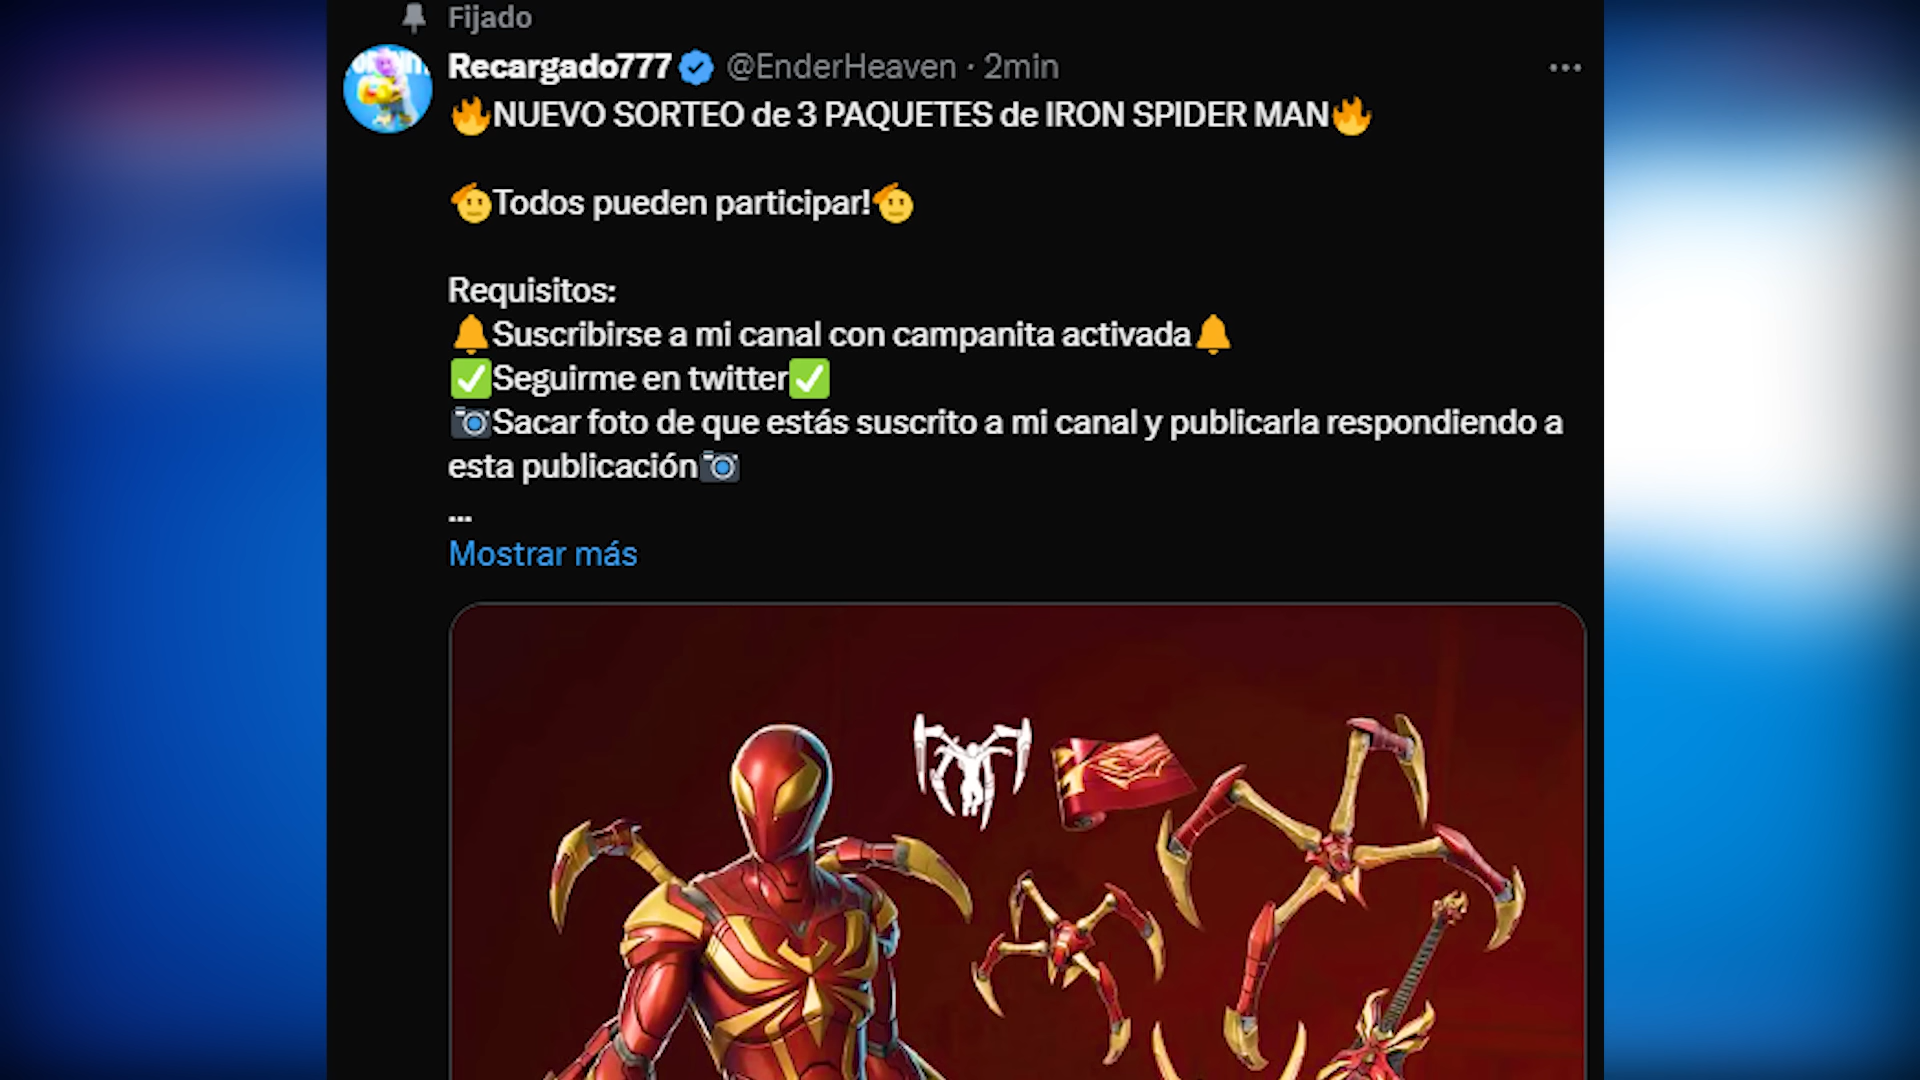 Fijado
Recargado777 @EnderHeaven · 2min
🔥NUEVO SORTEO de 3 PAQUETES de IRON SPIDER MAN🔥
🫡Todos pueden participar!🫡
Requisitos:
🔔Suscribirse a mi canal con campanita activada🔔
✅Seguirme en twitter✅
📷Sacar foto de que estás suscrito a mi canal y publicarla respondiendo a
esta publicación📷
...
Mostrar más